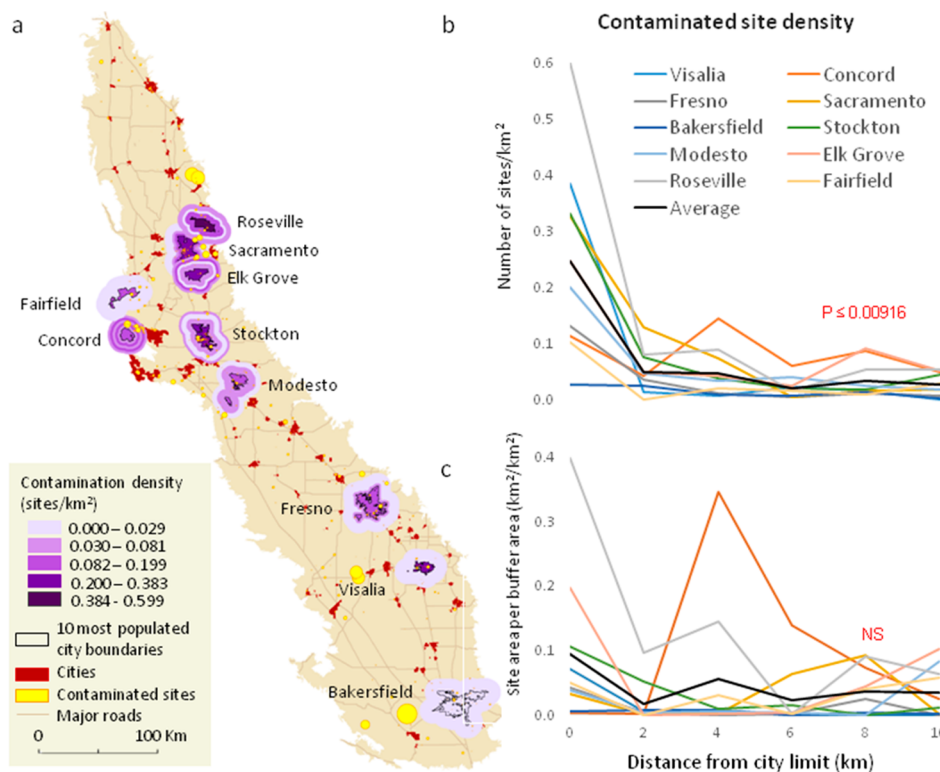 a
Roseville
Sacramento
Elk Grove
Fairfield
Concord
Stockton
Modesto
Fresno
Visalia
Bakersfield
Contamination density
(sites/km²)
0.000 – 0.029
0.030 – 0.081
0.082 – 0.199
0.200 – 0.383
0.384 – 0.599
10 most populated
city boundaries
Cities
Contaminated sites
Major roads
0 100 Km
b
Contaminated site density
Number of sites/km²
0.6
0.5
0.4
0.3
0.2
0.1
0.0
Visalia
Concord
Fresno
Sacramento
Bakersfield
Stockton
Modesto
Elk Grove
Roseville
Fairfield
Average
P ≤ 0.00916
c
Site area per buffer area (km²/km²)
0.4
0.3
0.2
0.1
0.0
NS
0 2 4 6 8 10
Distance from city limit (km)